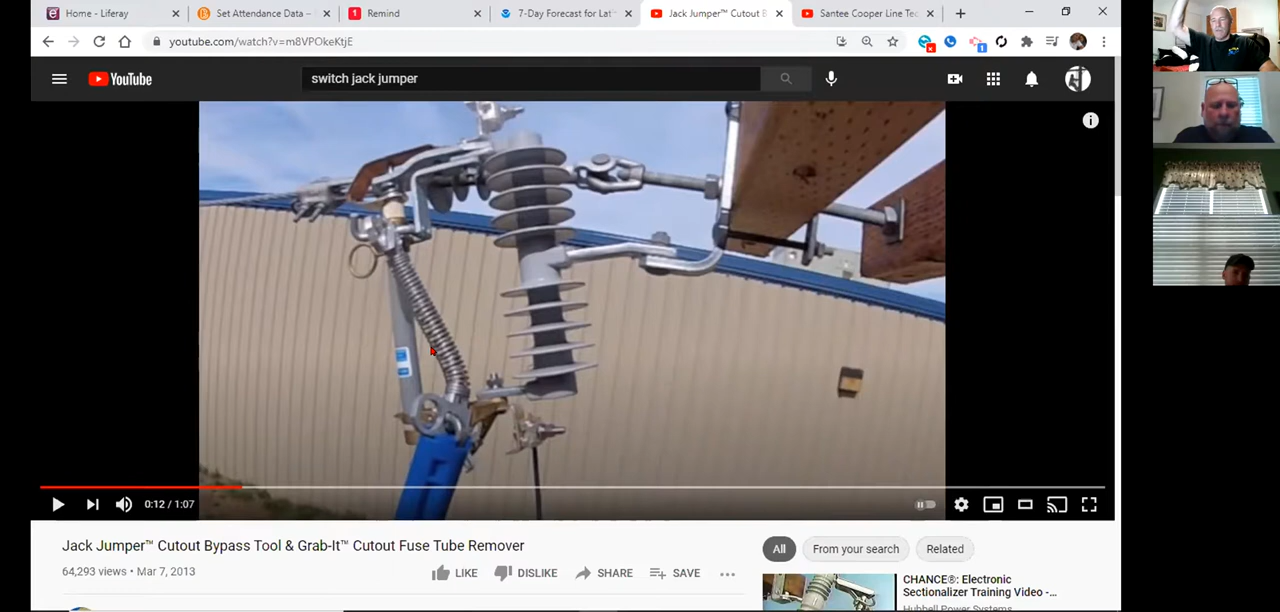 Home - Liferay
Set Attendance Data -
1 Remind
7-Day Forecast for Lat
Jack Jumper™ Cutout B
Santee Cooper Line Tec
youtube.com/watch?v=m8VPOkeKtjE
1
YouTube
switch jack jumper
0:12 / 1:07
Jack Jumper™ Cutout Bypass Tool & Grab-It™ Cutout Fuse Tube Remover
64,293 views • Mar 7, 2013
LIKE DISLIKE SHARE SAVE
All From your search Related
CHANCE®: Electronic
Sectionalizer Training Video -...
Hubbell Power Systems